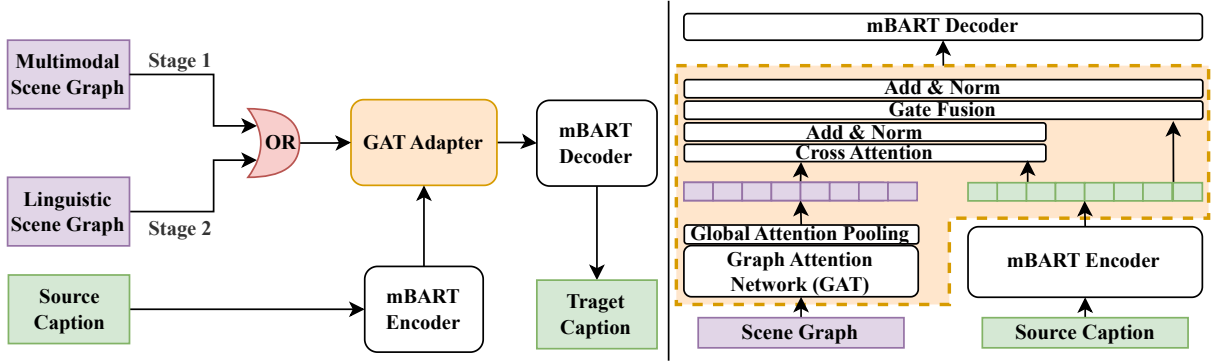 Multimodal
Scene Graph
Stage 1
OR
GAT Adapter
mBART
Decoder
Linguistic
Scene Graph
Stage 2
Source
Caption
mBART
Encoder
Traget
Caption
mBART Decoder
Add & Norm
Gate Fusion
Add & Norm
Cross Attention
Global Attention Pooling
Graph Attention
Network (GAT)
mBART Encoder
Scene Graph
Source Caption